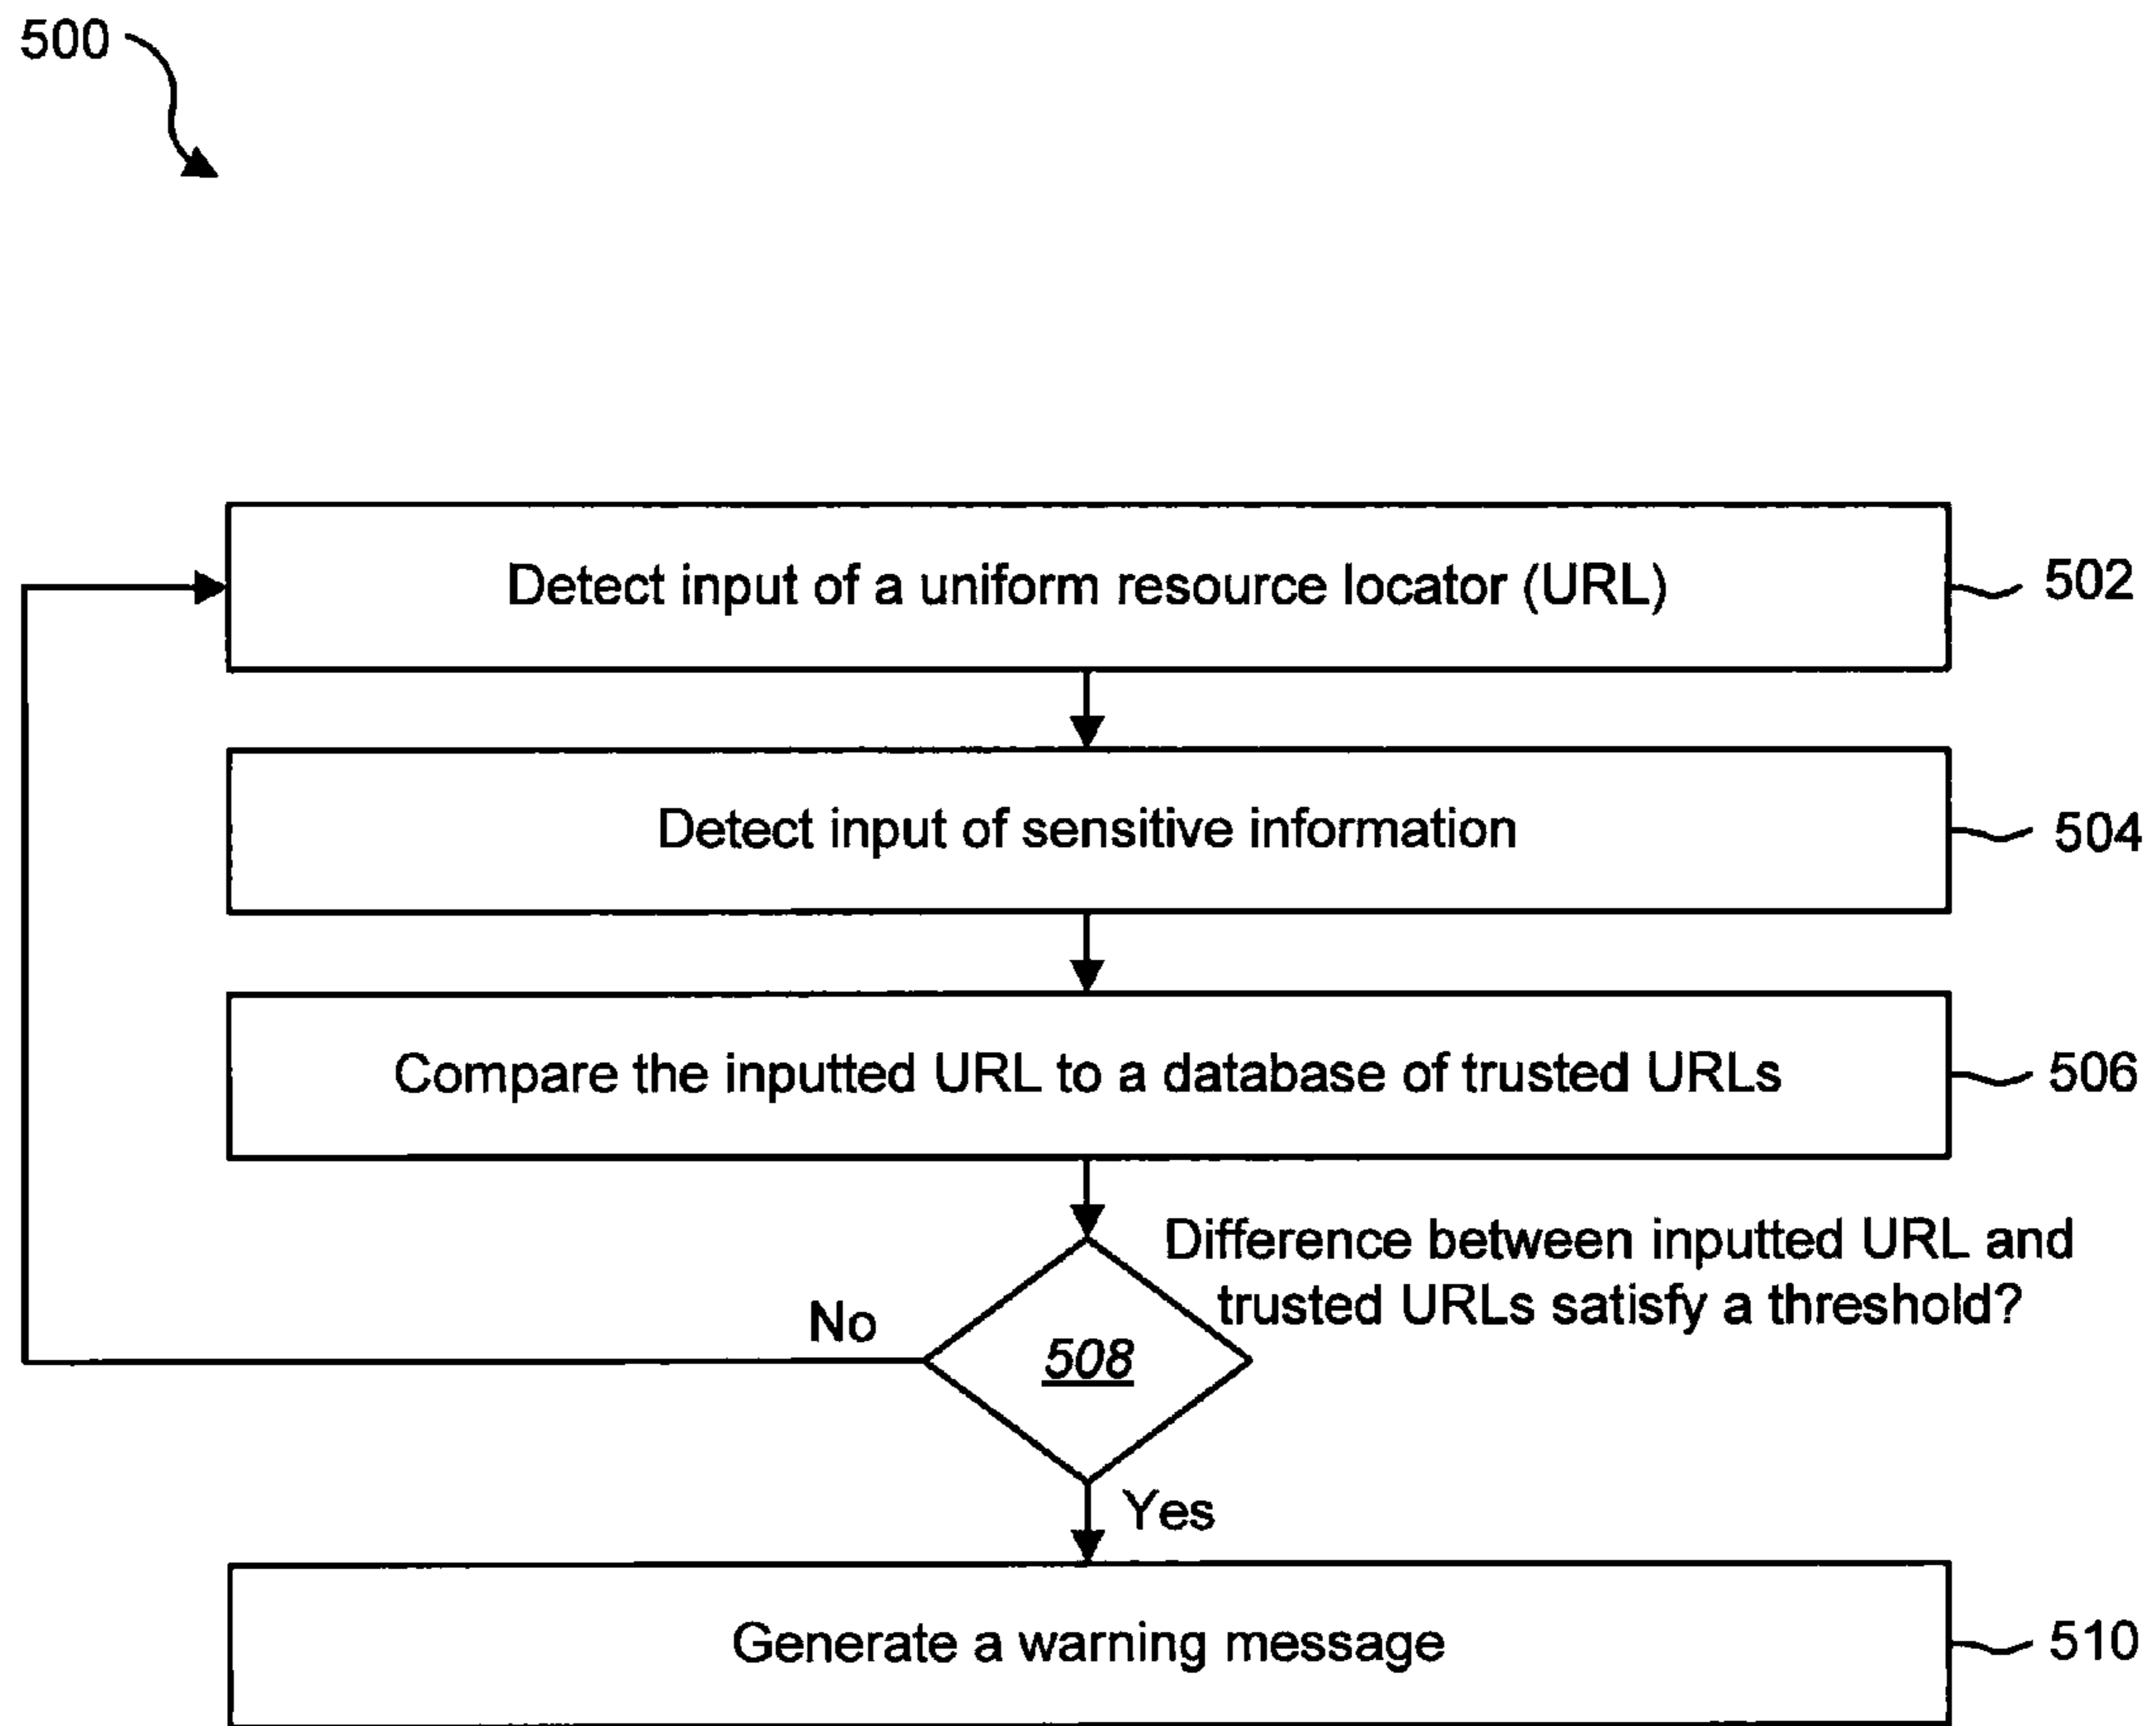 500
Detect input of a uniform resource locator (URL)
502
Detect input of sensitive information
504
Compare the inputted URL to a database of trusted URLs
506
Difference between inputted URL and
trusted URLs satisfy a threshold?
No
508
Yes
Generate a warning message
510